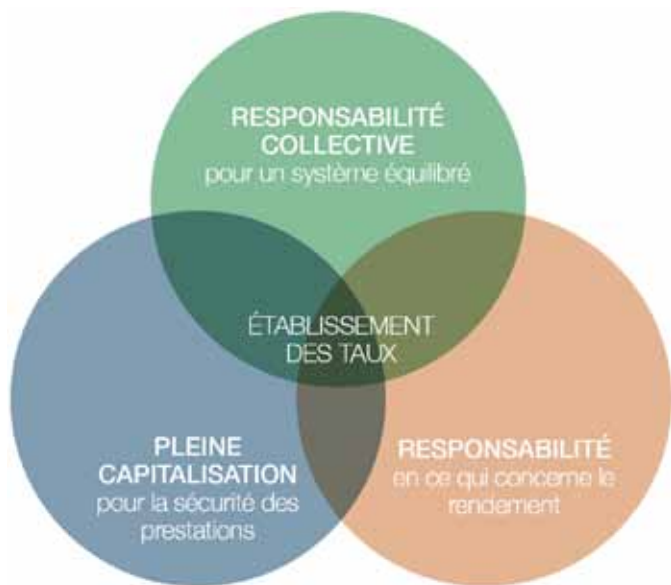 RESPONSABILITÉ
COLLECTIVE
pour un système équilibré
ÉTABLISSEMENT
DES TAUX
PLEINE
CAPITALISATION
pour la sécurité des
prestations
RESPONSABILITÉ
en ce qui concerne le
rendement